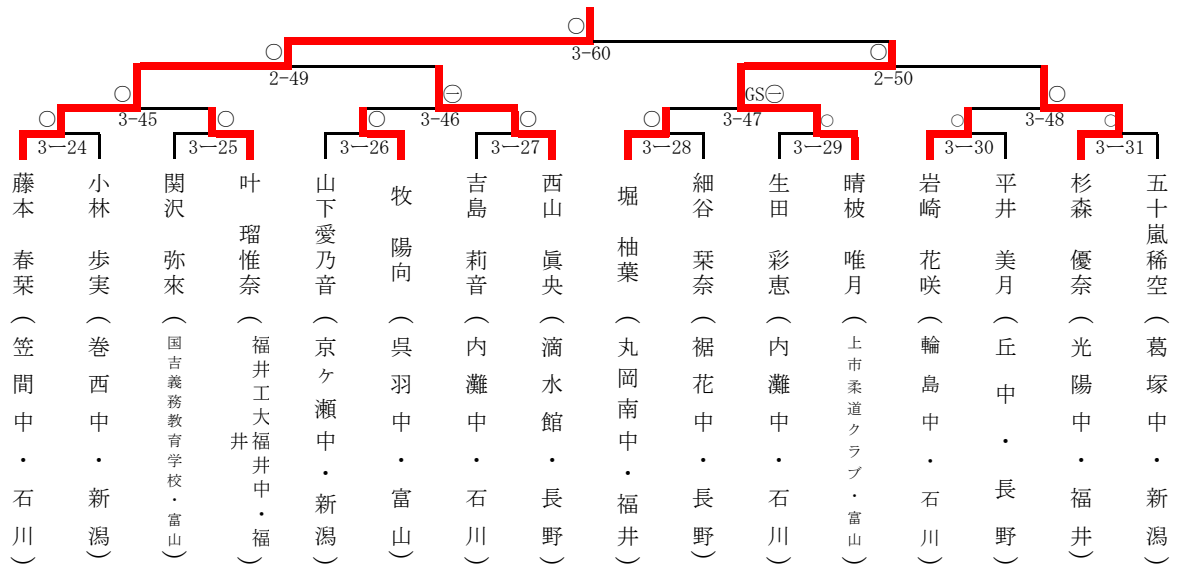 ○
3-60
○
○
2-49
2-50
○
㊀
GS㊀
○
3-45
3-46
3-47
3-48
○
○
○
○
○
○
○
○
3ー24
3ー25
3ー26
3ー27
3ー28
3ー29
3ー30
3ー31
藤本 春栞（笠間中・石川）
小林 歩実（巻西中・新潟）
関沢 弥來（国吉義務教育学校・富山）
叶 瑠惟奈（福井工大福井中・福井）
山下愛乃音（京ケ瀬中・新潟）
牧 陽向（呉羽中・富山）
吉島 莉音（内灘中・石川）
西山 眞央（滴水館・長野）
堀 柚葉（丸岡南中・福井）
細谷 栞奈（裾花中・長野）
生田 彩恵（内灘中・石川）
晴柀 唯月（上市柔道クラブ・富山）
岩崎 花咲（輪島中・石川）
平井 美月（丘中・長野）
杉森 優奈（光陽中・福井）
五十嵐稀空（葛塚中・新潟）